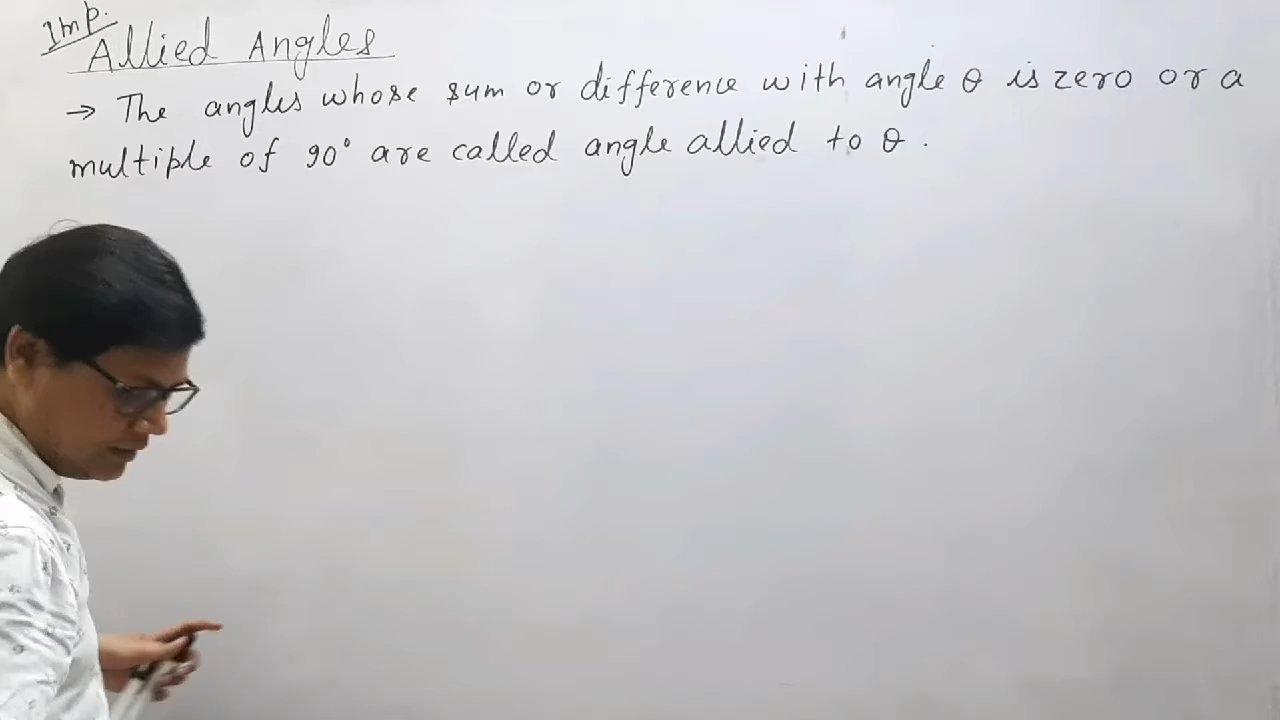 Imp.
Allied Angles
→ The angles whose sum or difference with angle θ is zero or a
multiple of 90° are called angle allied to θ.